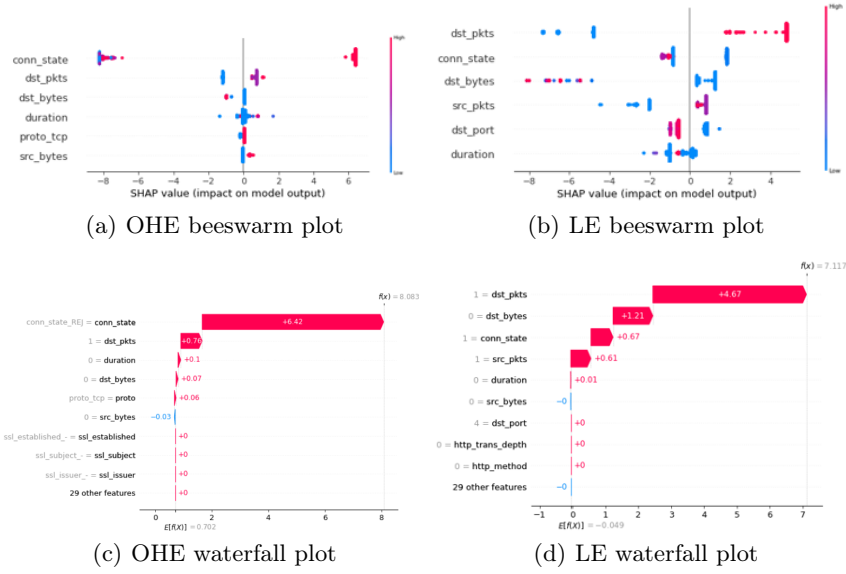 High
conn_state
dst_pkts
dst_bytes
duration
proto_tcp
src_bytes
Low
−8 −6 −4 −2 0 2 4 6
SHAP value (impact on model output)
(a) OHE beeswarm plot
High
dst_pkts
conn_state
dst_bytes
src_pkts
dst_port
duration
Low
−8 −6 −4 −2 0 2 4
SHAP value (impact on model output)
(b) LE beeswarm plot
f(x) = 8.083
conn_state_REJ = conn_state +6.42
1 = dst_pkts +0.76
0 = duration +0.1
0 = dst_bytes +0.07
proto_tcp = proto +0.06
0 = src_bytes −0.03
ssl_established_- = ssl_established +0
ssl_subject_- = ssl_subject +0
ssl_issuer_- = ssl_issuer +0
29 other features +0
0 2 4 6 8
E[f(X)] = 0.702
(c) OHE waterfall plot
f(x) = 7.117
1 = dst_pkts +4.67
0 = dst_bytes +1.21
1 = conn_state +0.67
1 = src_pkts +0.61
0 = duration +0.01
0 = src_bytes −0
4 = dst_port +0
0 = http_trans_depth +0
0 = http_method +0
29 other features −0
−1 0 1 2 3 4 5 6 7
E[f(X)] = −0.049
(d) LE waterfall plot